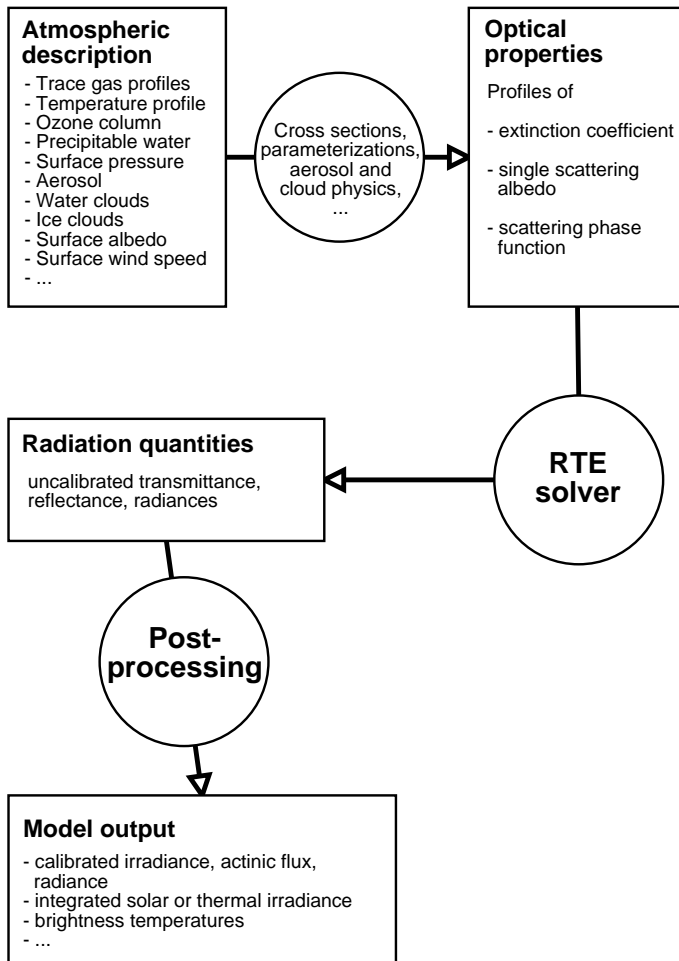 Atmospheric
description
- Trace gas profiles
- Temperature profile
- Ozone column
- Precipitable water
- Surface pressure
- Aerosol
- Water clouds
- Ice clouds
- Surface albedo
- Surface wind speed
- ...
Cross sections,
parameterizations,
aerosol and
cloud physics,
...
Optical
properties
Profiles of
- extinction coefficient
- single scattering
albedo
- scattering phase
function
RTE
solver
Radiation quantities
uncalibrated transmittance,
reflectance, radiances
Post-
processing
Model output
- calibrated irradiance, actinic flux,
radiance
- integrated solar or thermal irradiance
- brightness temperatures
- ...